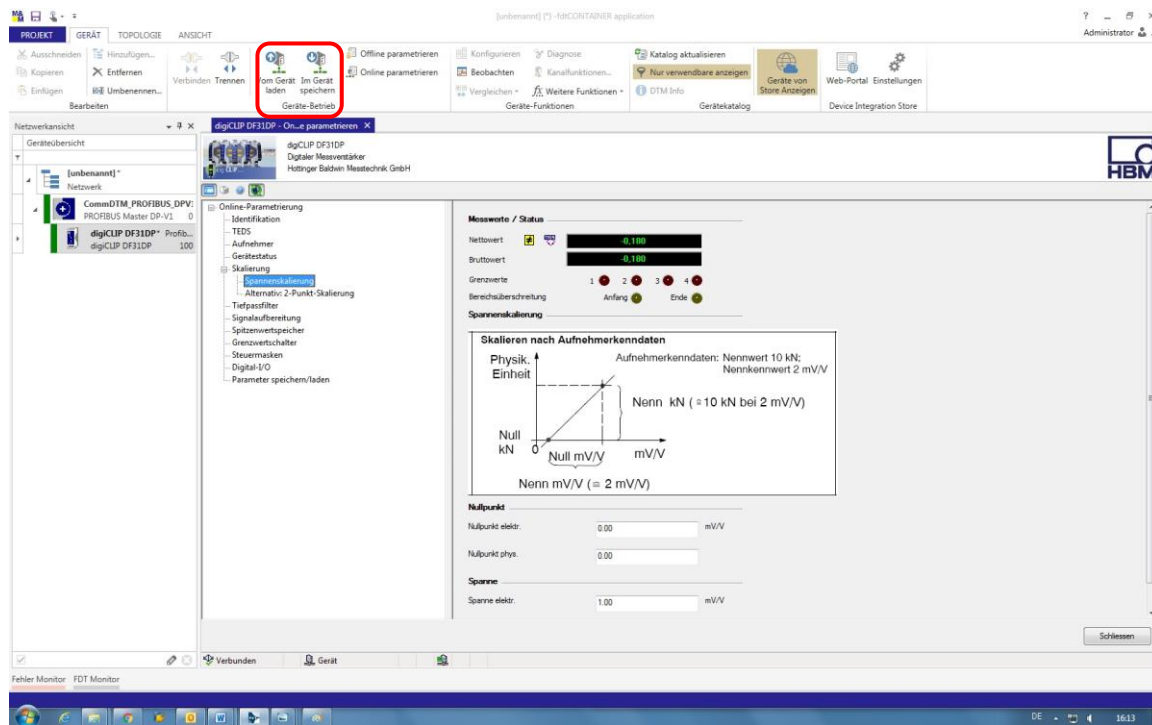 [unbenannt] (*) -fdtCONTAINER application
PROJEKT GERÄT TOPOLOGIE ANSICHT
Administrator
Ausschneiden
Kopieren
Einfügen
Hinzufügen...
Entfernen
Umbenennen...
Bearbeiten
Verbinden Trennen
Vom Gerät laden
Im Gerät speichern
Offline parametrieren
Online parametrieren
Geräte-Betrieb
Konfigurieren
Beobachten
Vergleichen
Diagnose
Kanalfunktionen...
Weitere Funktionen
Geräte-Funktionen
Katalog aktualisieren
Nur verwendbare anzeigen
DTM Info
Gerätekatalog
Geräte von Store Anzeigen
Web-Portal Einstellungen
Device Integration Store
Netzwerkansicht
Geräteübersicht
[unbenannt]*
Netzwerk
CommDTM_PROFIBUS_DPV:
PROFIBUS Master DP-V1 0
digiCLIP DF31DP* Profib...
digiCLIP DF31DP 100
digiCLIP DF31DP - On...e parametrieren X
digiCLIP DF31DP
Digitaler Messverstärker
Hottinger Baldwin Messtechnik GmbH
HBM
Online-Parametrierung
Identifikation
TEDS
Aufnehmer
Gerätestatus
Skalierung
Spannenskalierung
Alternativ: 2-Punkt-Skalierung
Tiefpassfilter
Signalaufbereitung
Spitzenwertspeicher
Grenzwertschalter
Steuermasken
Digital-I/O
Parameter speichern/laden
Messwerte / Status
Nettowert -0,180
Bruttowert -0,180
Grenzwerte 1 2 3 4
Bereichsüberschreitung Anfang Ende
Spannenskalierung
Skalieren nach Aufnehmerkenndaten
Physik. Einheit
Aufnehmerkenndaten: Nennwert 10 kN;
Nennkennwert 2 mV/V
Nenn kN (≙10 kN bei 2 mV/V)
Null kN
0
Null mV/V
mV/V
Nenn mV/V (≙ 2 mV/V)
Nullpunkt
Nullpunkt elektr. 0.00 mV/V
Nullpunkt phys. 0.00
Spanne
Spanne elektr. 1.00 mV/V
Schliessen
Verbunden Gerät
Fehler Monitor FDT Monitor
DE 16:13